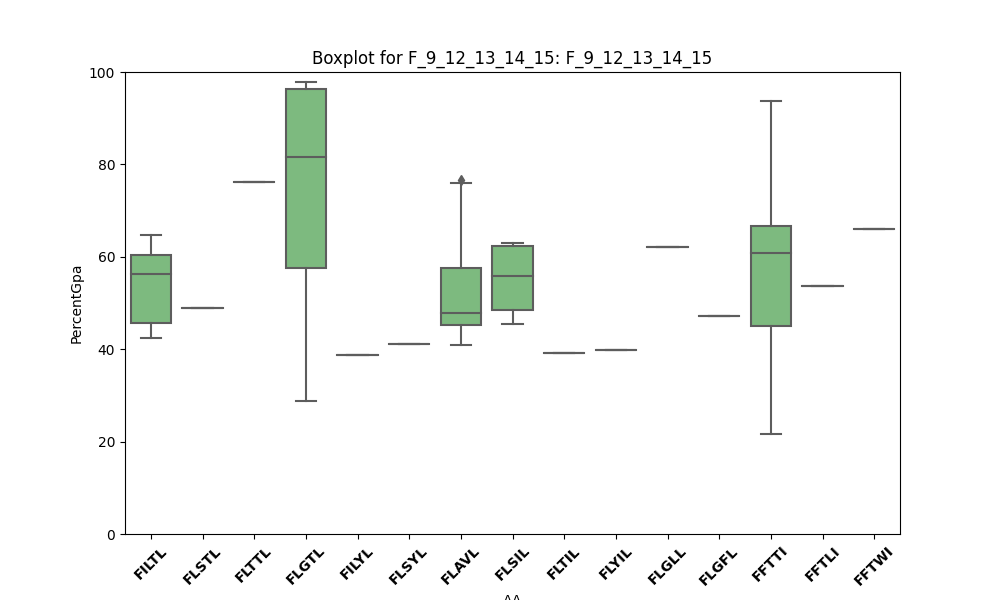 Boxplot for F_9_12_13_14_15: F_9_12_13_14_15
100
80
60
40
20
0
PercentGpa
FILTL
FLSTL
FLTTL
FLGTL
FILYL
FLSYL
FLAVL
FLSIL
FLTIL
FLYIL
FLGLL
FLGFL
FFTTI
FFTLI
FFTWI
AA